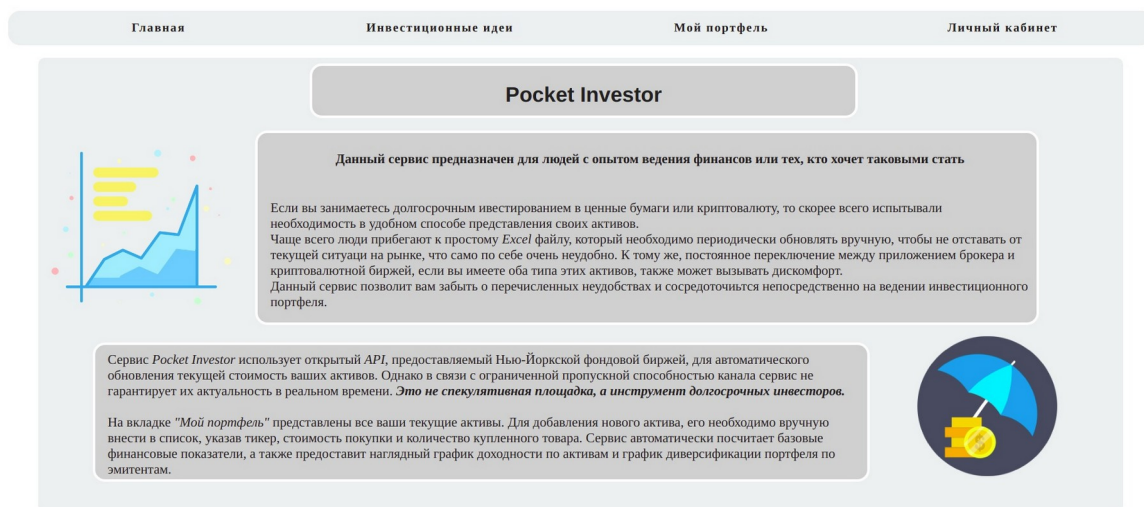 Главная Инвестиционные идеи Мой портфель Личный кабинет
Pocket Investor
Данный сервис предназначен для людей с опытом ведения финансов или тех, кто хочет таковыми стать
Если вы занимаетесь долгосрочным ивестированием в ценные бумаги или криптовалюту, то скорее всего испытывали
необходимость в удобном способе представления своих активов.
Чаще всего люди прибегают к простому Excel файлу, который необходимо периодически обновлять вручную, чтобы не отставать от
текущей ситуаци на рынке, что само по себе очень неудобно. К тому же, постоянное переключение между приложением брокера и
криптовалютной биржей, если вы имеете оба типа этих активов, также может вызывать дискомфорт.
Данный сервис позволит вам забыть о перечисленных неудобствах и сосредоточиьтся непосредственно на ведении инвестиционного
портфеля.
Сервис Pocket Investor использует открытый API, предоставляемый Нью-Йоркской фондовой биржей, для автоматического
обновления текущей стоимость ваших активов. Однако в связи с ограниченной пропускной способностью канала сервис не
гарантирует их актуальность в реальном времени. Это не спекулятивная площадка, а инструмент долгосрочных инвесторов.
На вкладке "Мой портфель" представлены все ваши текущие активы. Для добавления нового актива, его необходимо вручную
внести в список, указав тикер, стоимость покупки и количество купленного товара. Сервис автоматически посчитает базовые
финансовые показатели, а также предоставит наглядный график доходности по активам и график диверсификации портфеля по
эмитентам.